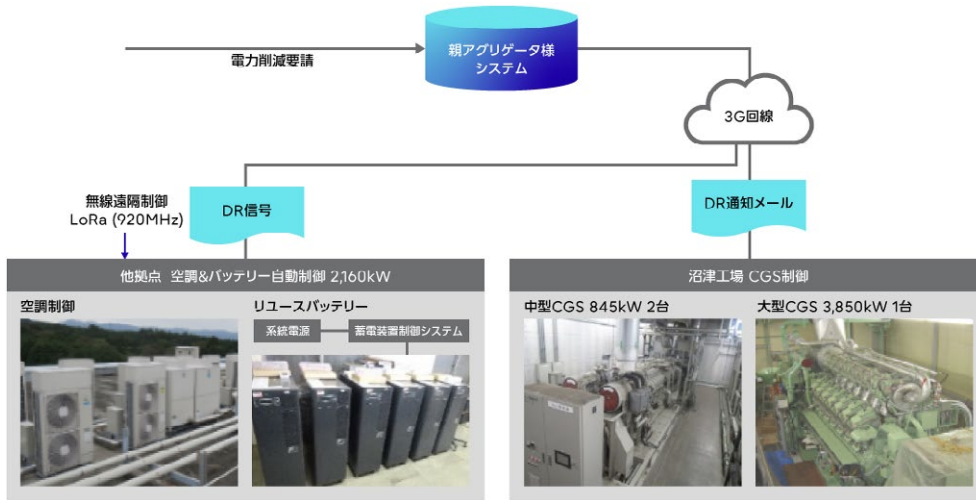 電力削減要請
親アグリゲータ様
システム
3G回線
無線遠隔制御
LoRa (920MHz)
DR信号
DR通知メール
他拠点 空調&バッテリー自動制御 2,160kW
空調制御
リユースバッテリー
系統電源
蓄電装置制御システム
沼津工場 CGS制御
中型CGS 845kW 2台
大型CGS 3,850kW 1台